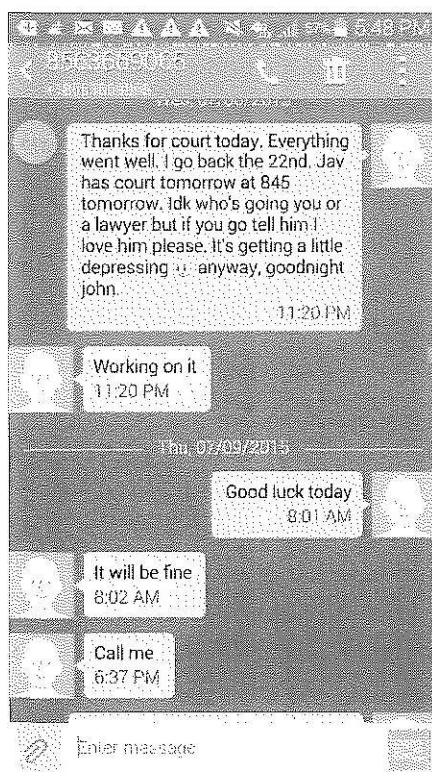 5:48 PM
Thanks for court today. Everything
went well. I go back the 22nd. Jav
has court tomorrow at 845
tomorrow. Idk who's going you or
a lawyer but if you go tell him I
love him please. It's getting a little
depressing anyway, goodnight
john
11:20 PM
Working on it
11:20 PM
Thu, /09/2015
Good luck today
8:01 AM
It will be fine
8:02 AM
Call me
6:37 PM
Enter message